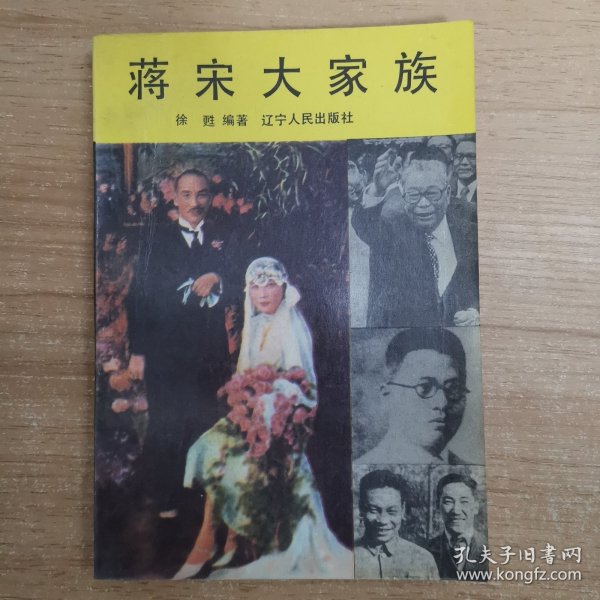 蒋宋大家族
徐甦 编著 辽宁人民出版社
孔夫子旧书网
www.kongfz.com